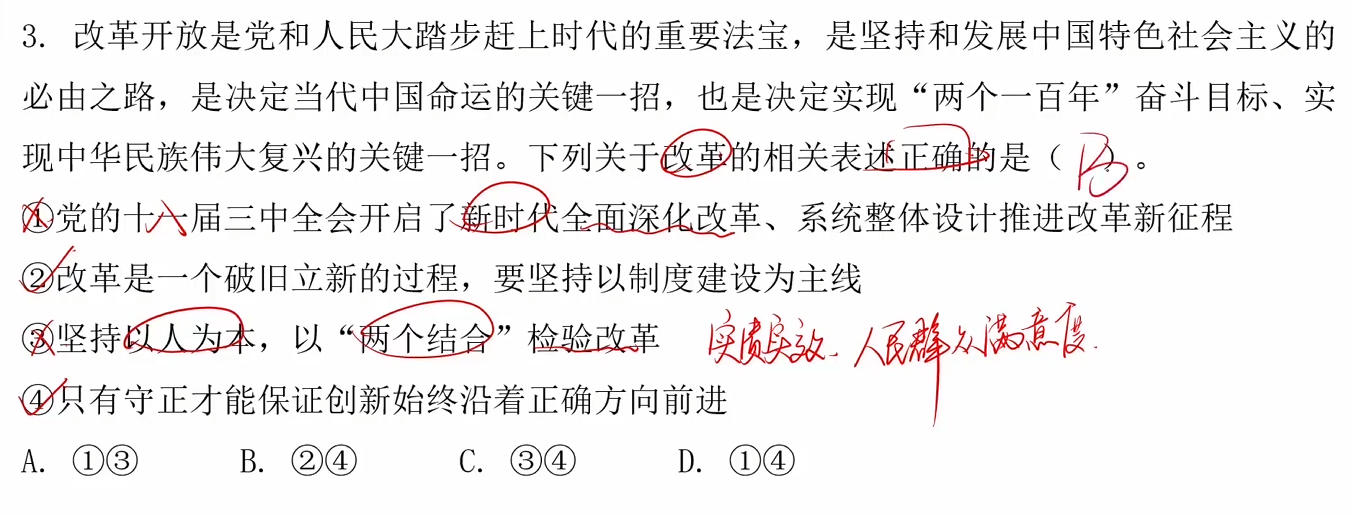 3. 改革开放是党和人民大踏步赶上时代的重要法宝，是坚持和发展中国特色社会主义的
必由之路，是决定当代中国命运的关键一招，也是决定实现“两个一百年”奋斗目标、实
现中华民族伟大复兴的关键一招。下列关于改革的相关表述正确的是（ B ）。
八
①党的十一届三中全会开启了新时代全面深化改革、系统整体设计推进改革新征程
②改革是一个破旧立新的过程，要坚持以制度建设为主线
③坚持以人为本，以“两个结合”检验改革 实绩实效、人民群众满意度.
④只有守正才能保证创新始终沿着正确方向前进
A. ①③ B. ②④ C. ③④ D. ①④